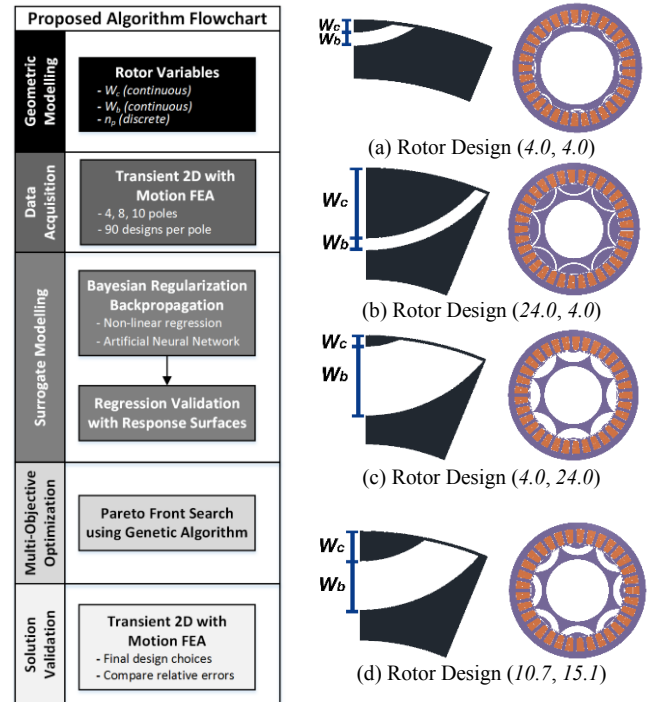 Proposed Algorithm Flowchart
Geometric
Modelling
Rotor Variables
- Wc (continuous)
- Wb (continuous)
- np (discrete)
Data
Acquisition
Transient 2D with
Motion FEA
- 4, 8, 10 poles
- 90 designs per pole
Surrogate Modelling
Bayesian Regularization
Backpropagation
- Non-linear regression
- Artificial Neural Network
Regression Validation
with Response Surfaces
Multi-Objective
Optimization
Pareto Front Search
using Genetic Algorithm
Solution
Validation
Transient 2D with
Motion FEA
- Final design choices
- Compare relative errors
Wc
Wb
(a) Rotor Design (4.0, 4.0)
Wc
Wb
(b) Rotor Design (24.0, 4.0)
Wc
Wb
(c) Rotor Design (4.0, 24.0)
Wc
Wb
(d) Rotor Design (10.7, 15.1)